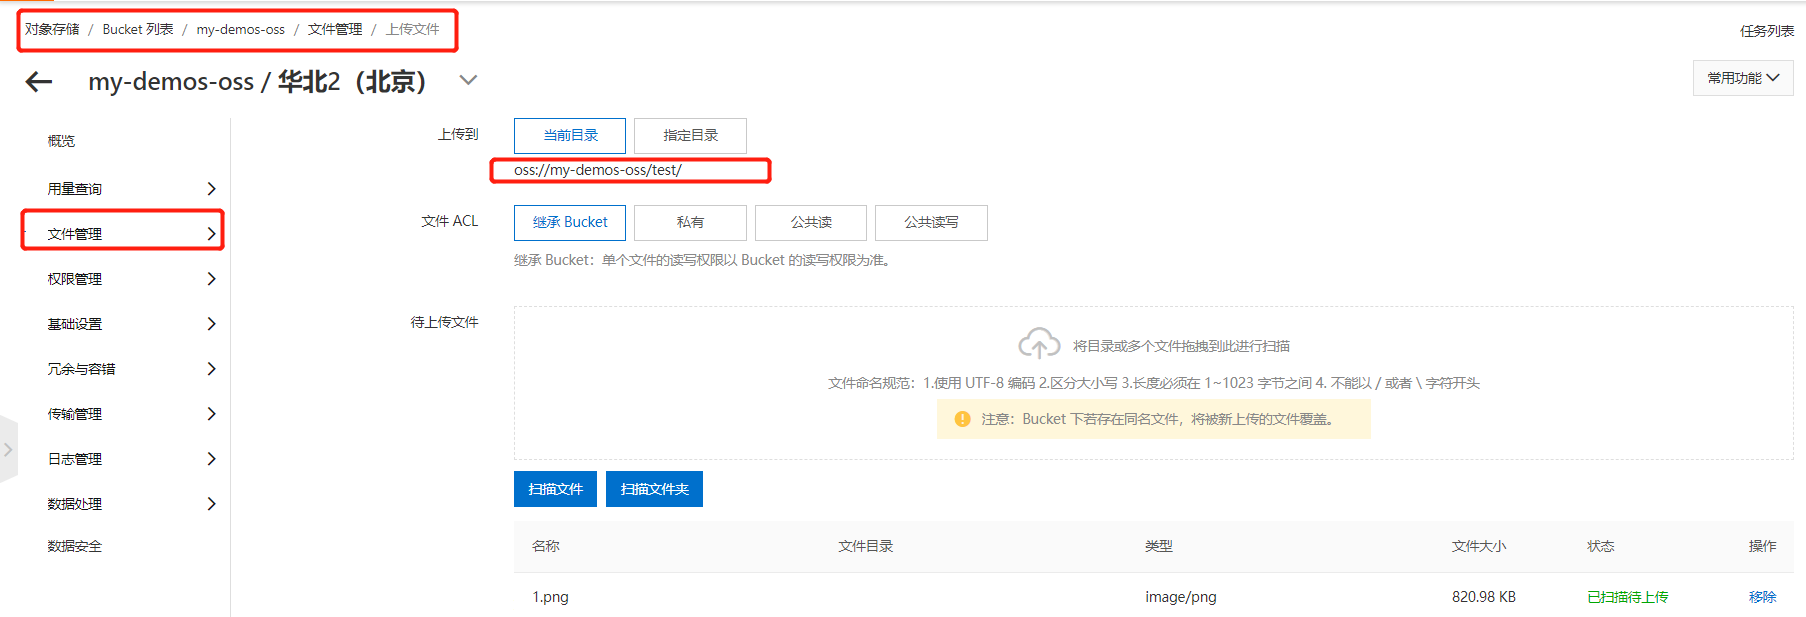 对象存储 / Bucket 列表 / my-demos-oss / 文件管理 / 上传文件
任务列表
my-demos-oss / 华北2（北京）
常用功能
概览
用量查询
文件管理
权限管理
基础设置
冗余与容错
传输管理
日志管理
数据处理
数据安全
上传到
当前目录 指定目录
oss://my-demos-oss/test/
文件 ACL
继承 Bucket 私有 公共读 公共读写
继承 Bucket：单个文件的读写权限以 Bucket 的读写权限为准。
待上传文件
将目录或多个文件拖拽到此进行扫描
文件命名规范：1.使用 UTF-8 编码 2.区分大小写 3.长度必须在 1~1023 字节之间 4. 不能以 / 或者 \ 字符开头
注意：Bucket 下若存在同名文件，将被新上传的文件覆盖。
扫描文件 扫描文件夹
名称 文件目录 类型 文件大小 状态 操作
1.png image/png 820.98 KB 已扫描待上传 移除